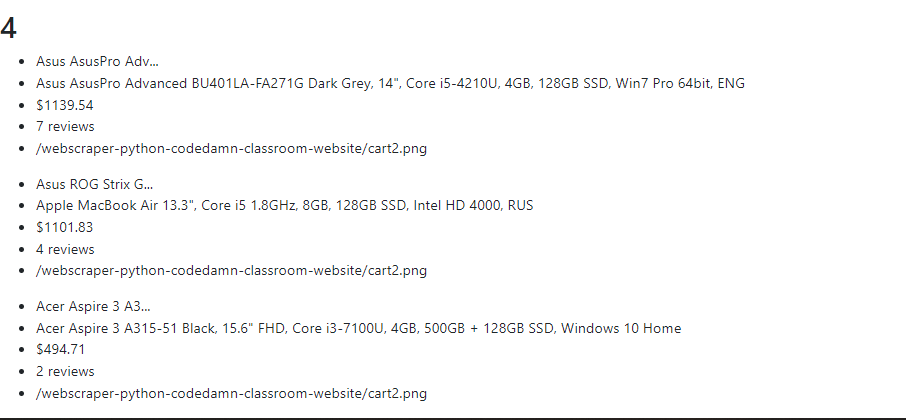 4
Asus AsusPro Adv...
Asus AsusPro Advanced BU401LA-FA271G Dark Grey, 14", Core i5-4210U, 4GB, 128GB SSD, Win7 Pro 64bit, ENG
$1139.54
7 reviews
/webscraper-python-codedamn-classroom-website/cart2.png
Asus ROG Strix G...
Apple MacBook Air 13.3", Core i5 1.8GHz, 8GB, 128GB SSD, Intel HD 4000, RUS
$1101.83
4 reviews
/webscraper-python-codedamn-classroom-website/cart2.png
Acer Aspire 3 A3...
Acer Aspire 3 A315-51 Black, 15.6" FHD, Core i3-7100U, 4GB, 500GB + 128GB SSD, Windows 10 Home
$494.71
2 reviews
/webscraper-python-codedamn-classroom-website/cart2.png